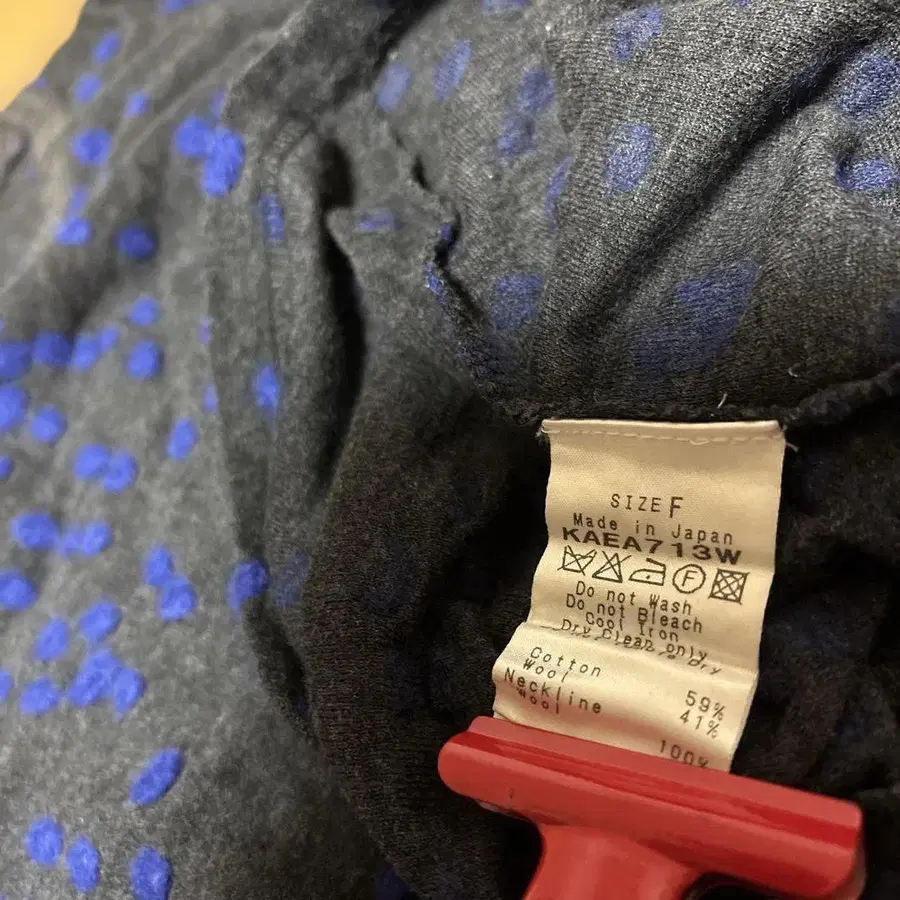 SIZE F
Made in Japan
KAEA713W
F
Do not Wash
Do not Bleach
Cool Iron
Dry Clean only
Dry
Cotton 59%
Wool 41%
Neckline
Wool 100%